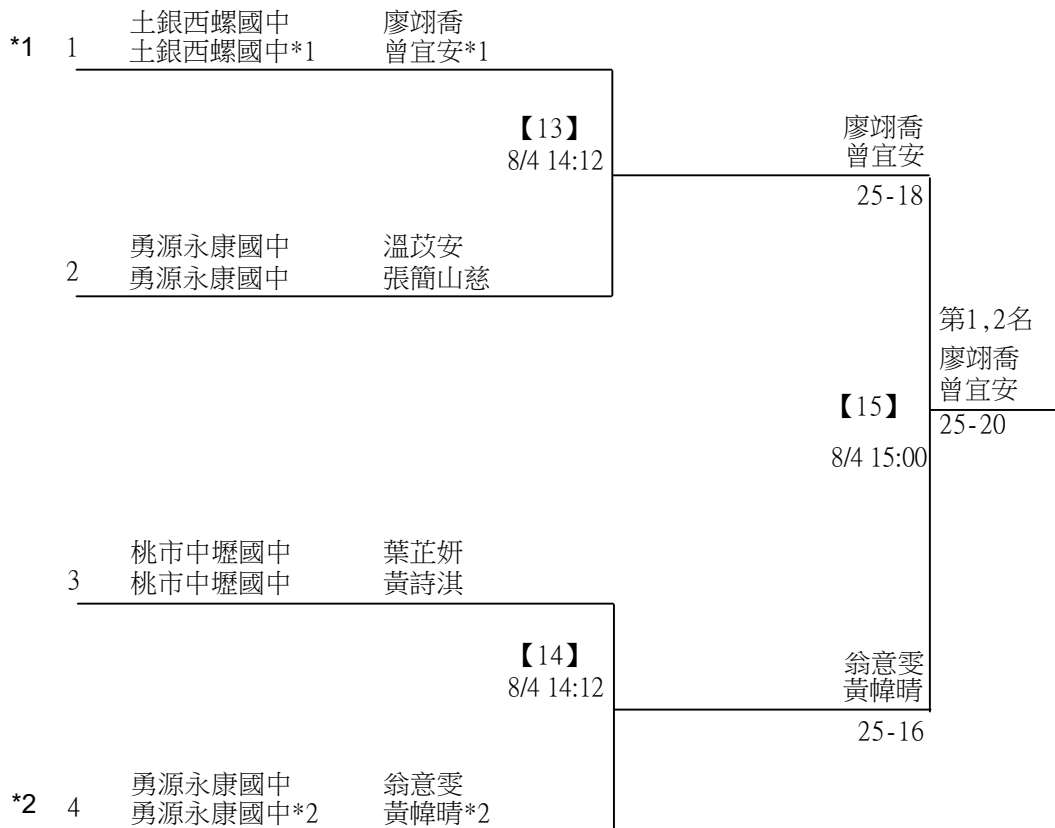 土銀西螺國中 廖翊喬
*1 1 土銀西螺國中*1 曾宜安*1
【13】
8/4 14:12
廖翊喬
曾宜安
25-18
勇源永康國中 溫苡安
2 勇源永康國中 張簡山慈
第1,2名
廖翊喬
曾宜安
【15】
25-20
8/4 15:00
桃市中壢國中 葉芷妍
3 桃市中壢國中 黃詩淇
【14】
8/4 14:12
翁意雯
黃幃晴
25-16
勇源永康國中 翁意雯
*2 4 勇源永康國中*2 黃幃晴*2